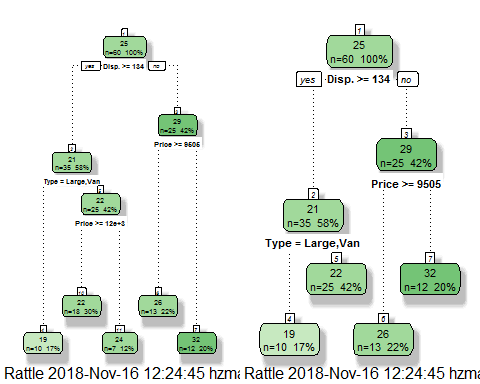 1
25
n=60 100%
yes Disp. >= 134 no
3
29
n=25 42%
Price >= 9505
21
n=35 58%
Type = Large,Van
22
n=25 42%
Price >= 12e+3
22
n=18 30%
26
n=13 22%
19
n=10 17%
24
n=7 12%
32
n=12 20%
Rattle 2018-Nov-16 12:24:45 hzma
1
25
n=60 100%
yes Disp. >= 134 no
3
29
n=25 42%
Price >= 9505
2
21
n=35 58%
Type = Large,Van
5
22
n=25 42%
7
32
n=12 20%
4
19
n=10 17%
6
26
n=13 22%
Rattle 2018-Nov-16 12:24:45 hzma